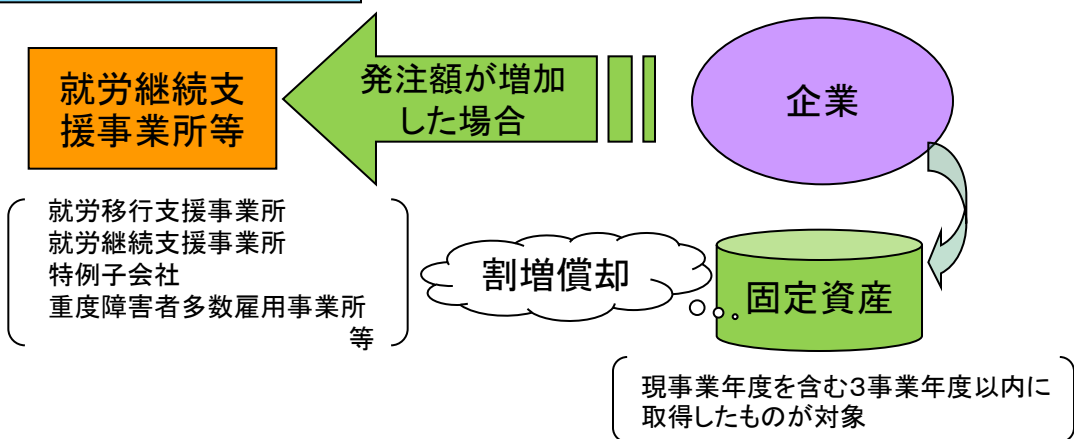 就労継続支
援事業所等
発注額が増加
した場合
企業
就労移行支援事業所
就労継続支援事業所
特例子会社
重度障害者多数雇用事業所
等
割増償却
固定資産
現事業年度を含む3事業年度以内に
取得したものが対象